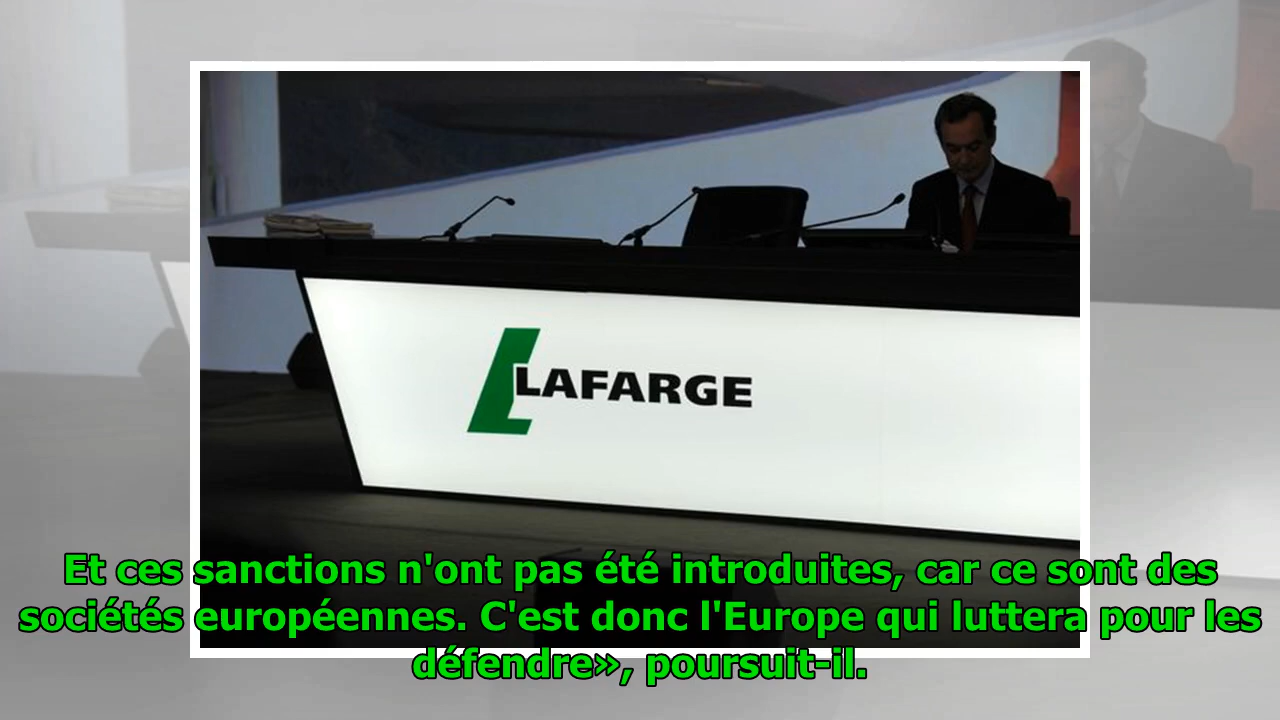 LAFARGE
Et ces sanctions n'ont pas été introduites, car ce sont des
sociétés européennes. C'est donc l'Europe qui luttera pour les
défendre», poursuit-il.